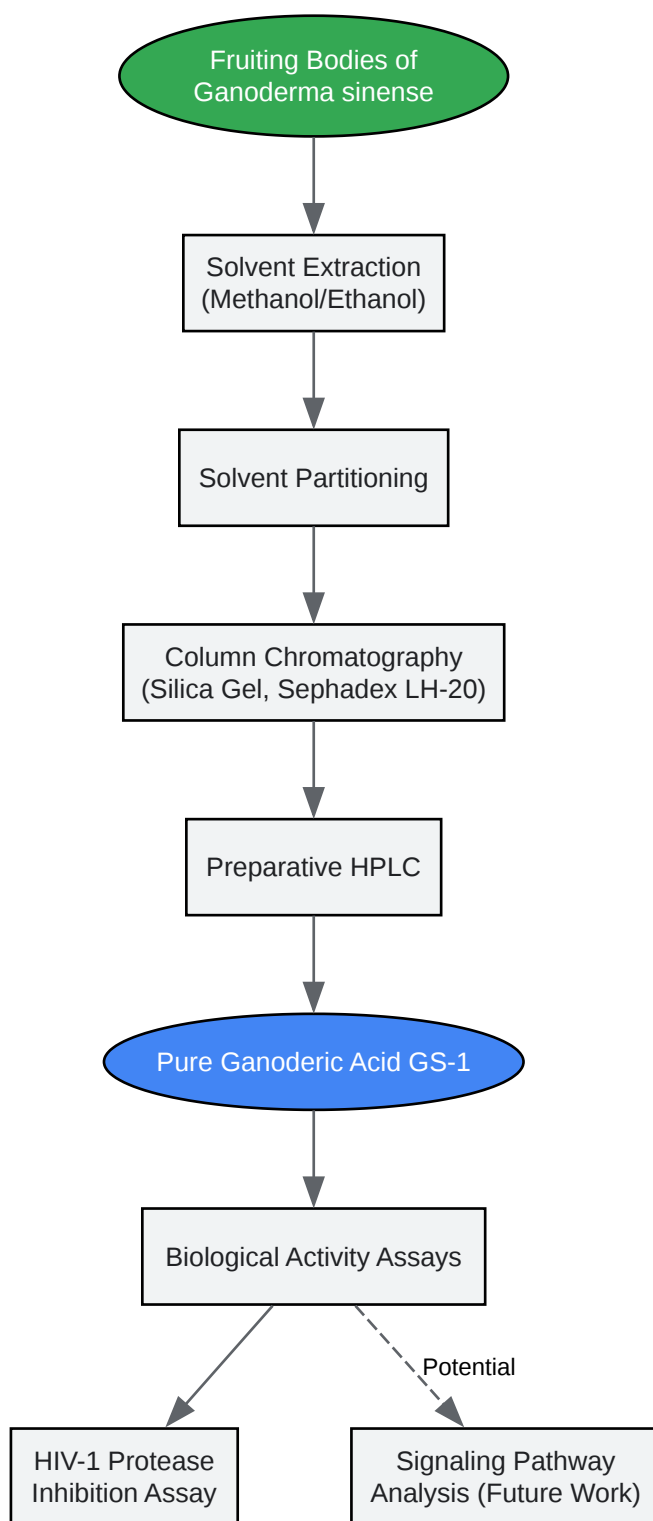 Fruiting Bodies of
Ganoderma sinense
Solvent Extraction
(Methanol/Ethanol)
Solvent Partitioning
Column Chromatography
(Silica Gel, Sephadex LH-20)
Preparative HPLC
Pure Ganoderic Acid GS-1
Biological Activity Assays
Potential
HIV-1 Protease
Inhibition Assay
Signaling Pathway
Analysis (Future Work)